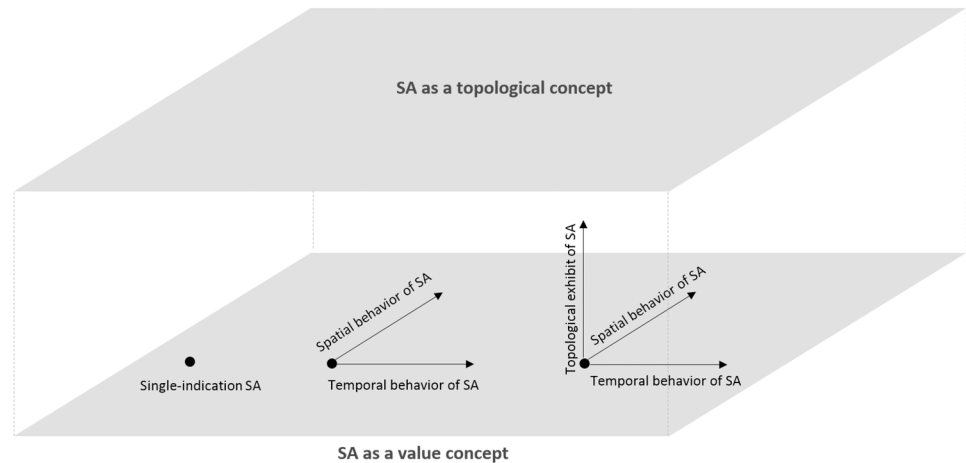 SA as a topological concept
Topological exhibit of SA
Spatial behavior of SA
Spatial behavior of SA
Single-indication SA
Temporal behavior of SA
Temporal behavior of SA
SA as a value concept